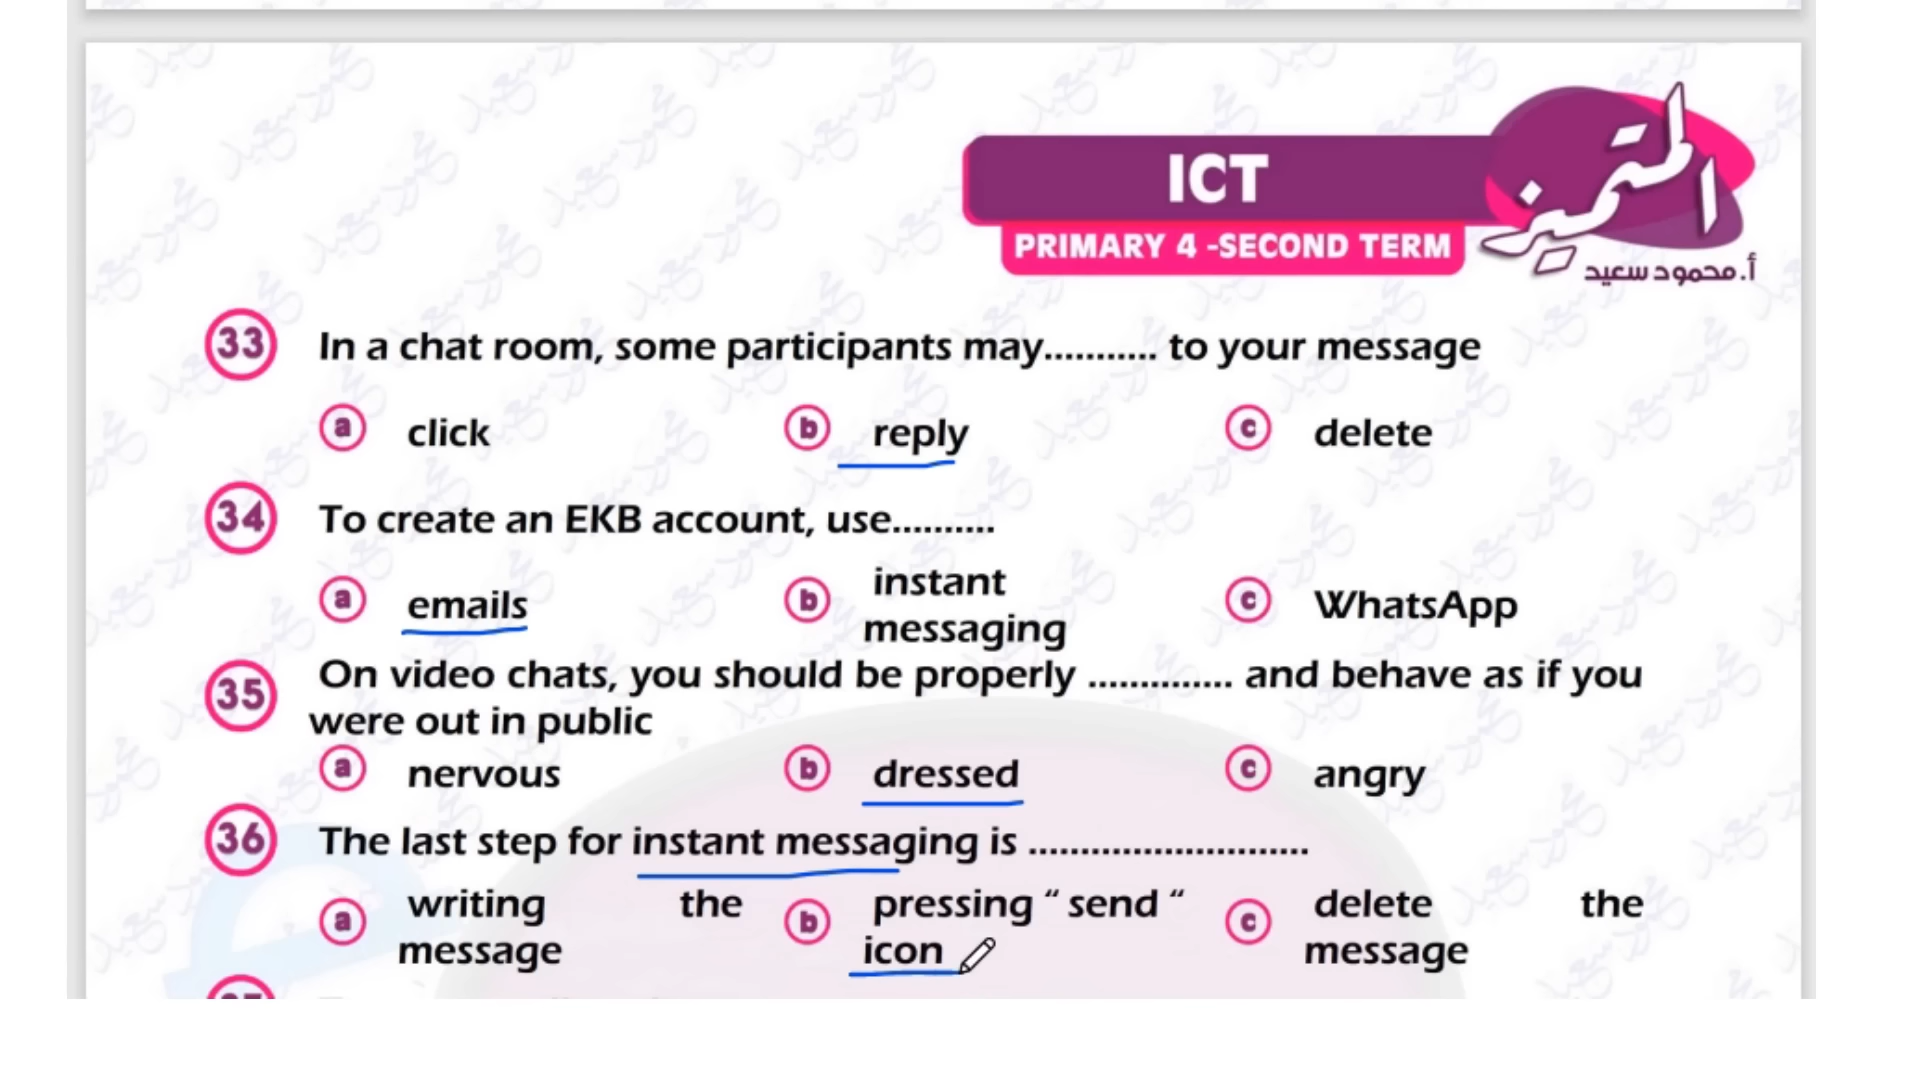 ICT
المتميز
PRIMARY 4 -SECOND TERM
أ. محمود سعيد
33 In a chat room, some participants may........... to your message
a click b reply c delete
34 To create an EKB account, use..........
a emails b instant messaging c WhatsApp
35 On video chats, you should be properly .............. and behave as if you
were out in public
a nervous b dressed c angry
36 The last step for instant messaging is ...........................
a writing the b pressing “ send “ c delete the
message icon message